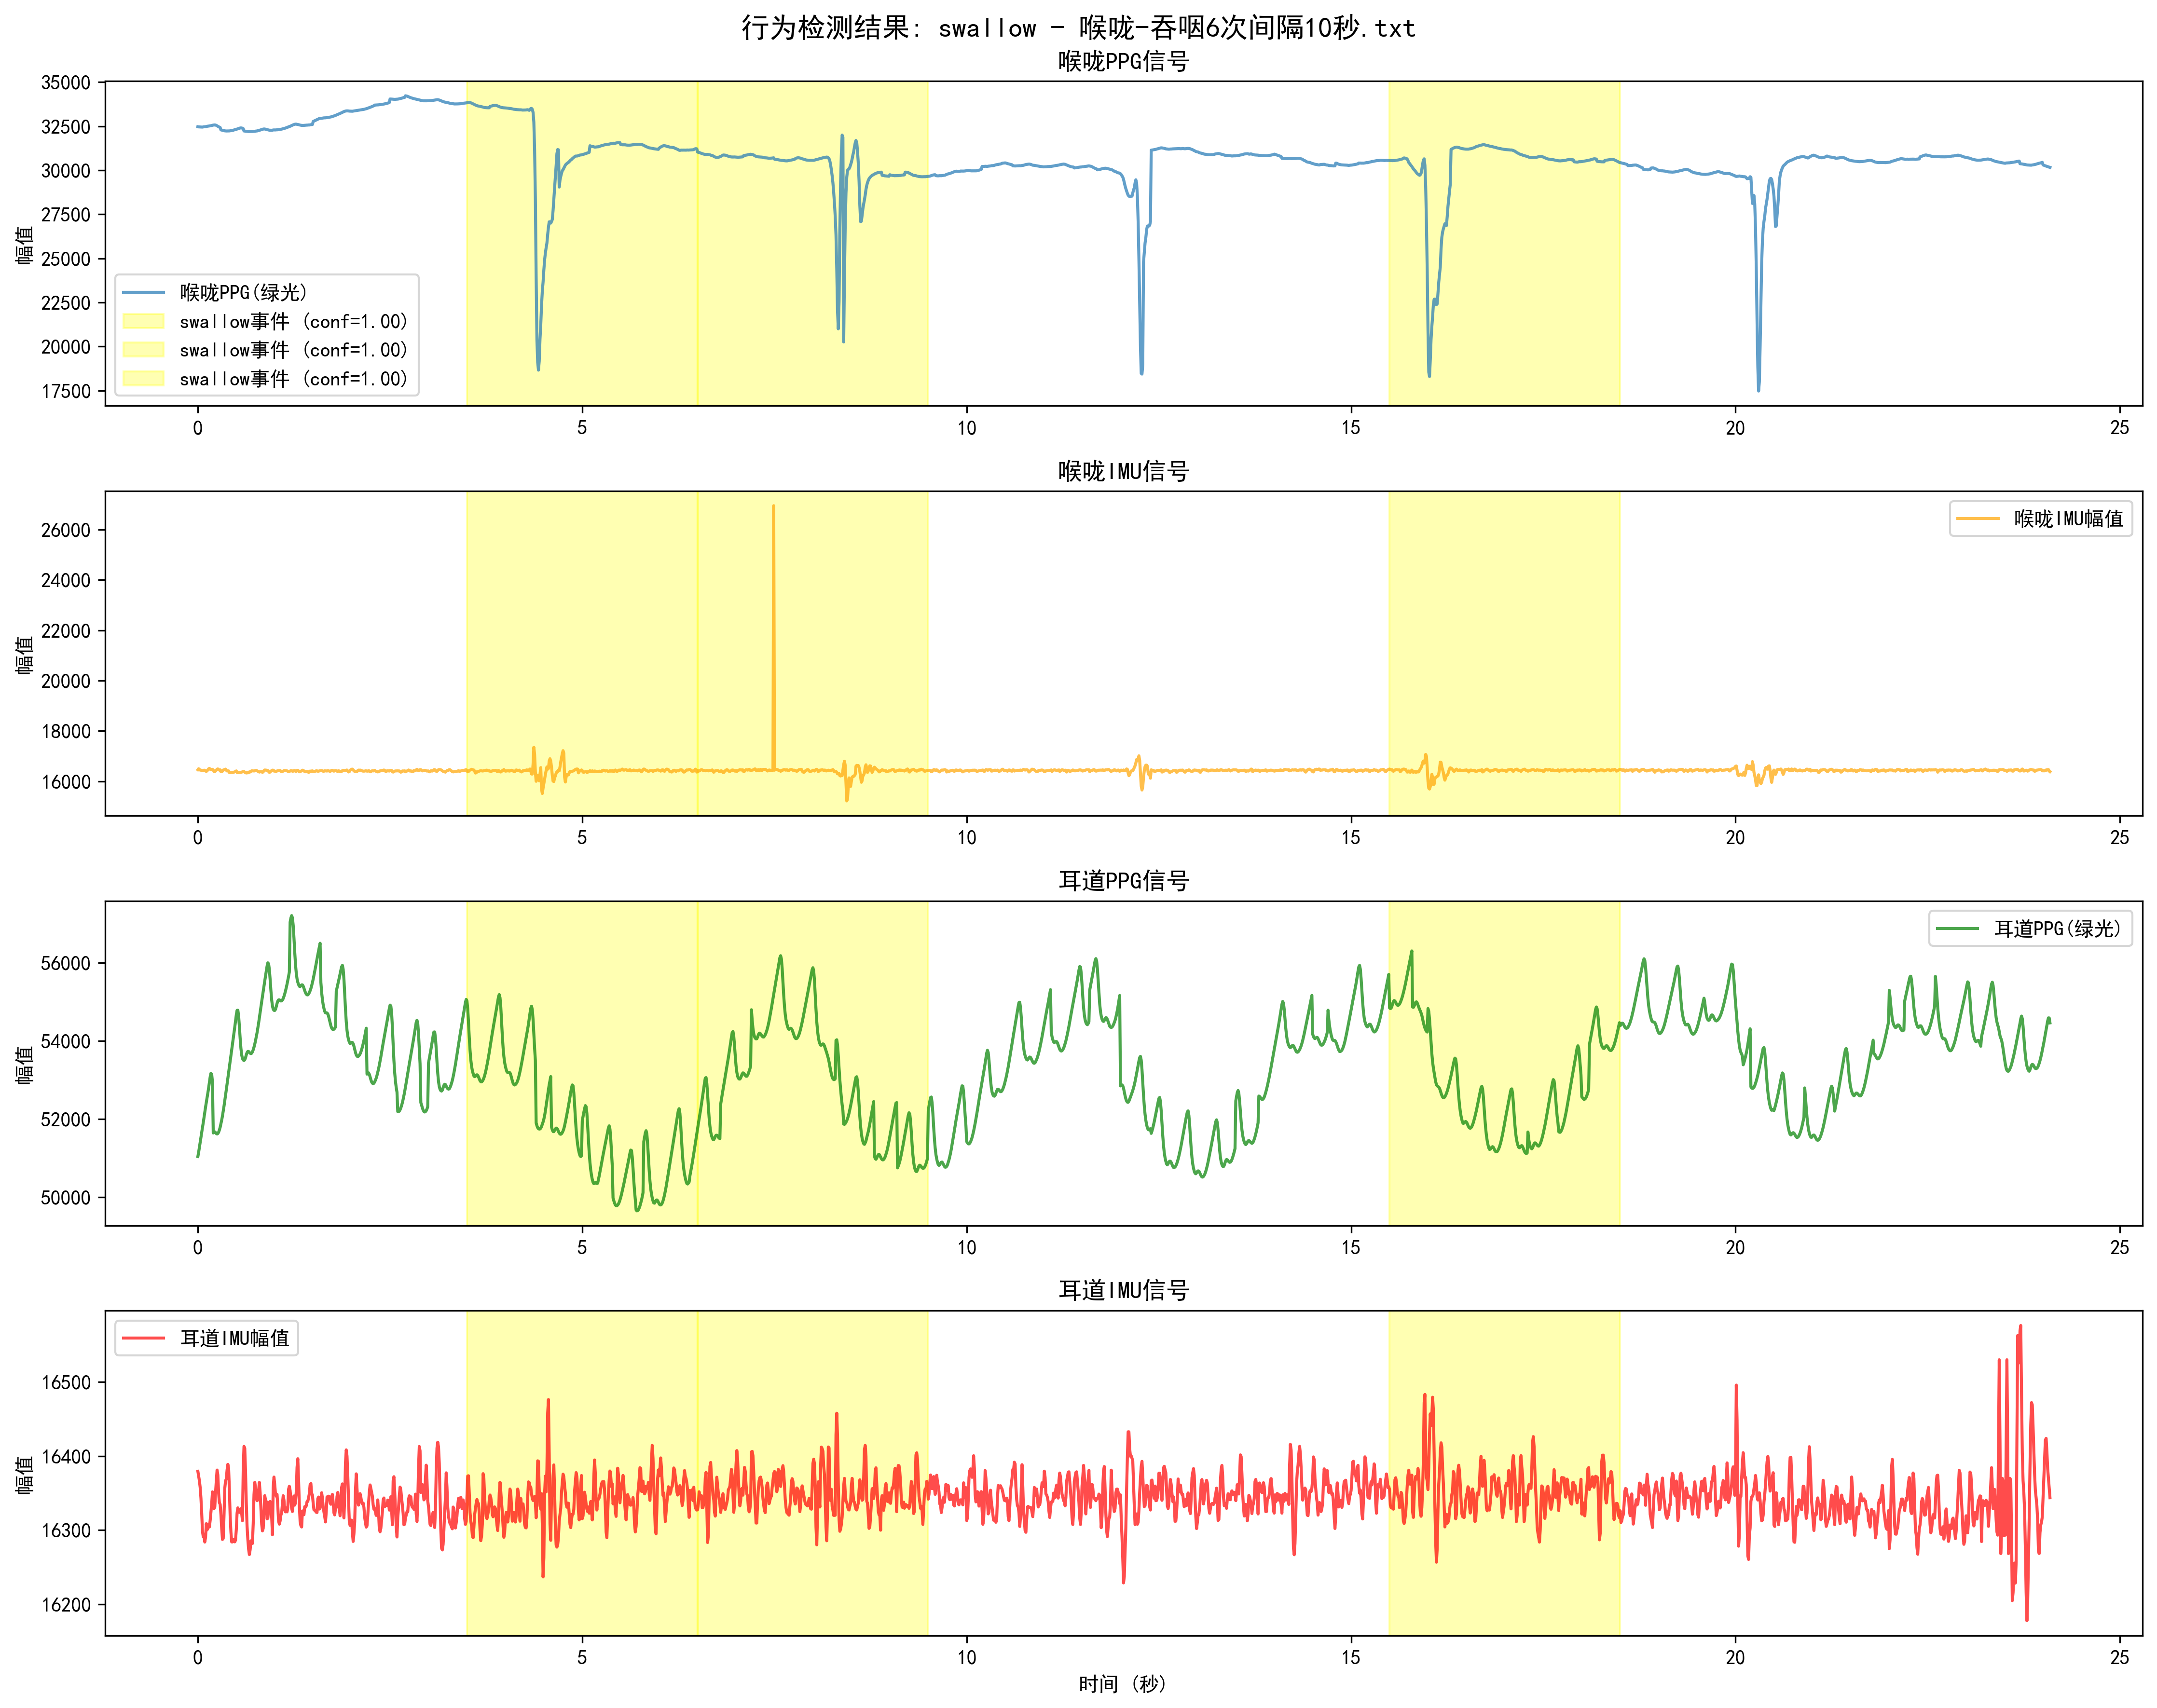 行为检测结果: swallow - 喉咙-吞咽6次间隔10秒.txt
喉咙PPG信号
35000
32500
30000
27500
25000
22500
20000
17500
幅值
喉咙PPG(绿光)
swallow事件 (conf=1.00)
swallow事件 (conf=1.00)
swallow事件 (conf=1.00)
0 5 10 15 20 25
喉咙IMU信号
26000
24000
22000
20000
18000
16000
幅值
喉咙IMU幅值
0 5 10 15 20 25
耳道PPG信号
56000
54000
52000
50000
幅值
耳道PPG(绿光)
0 5 10 15 20 25
耳道IMU信号
耳道IMU幅值
16500
16400
16300
16200
幅值
0 5 10 15 20 25
时间 (秒)